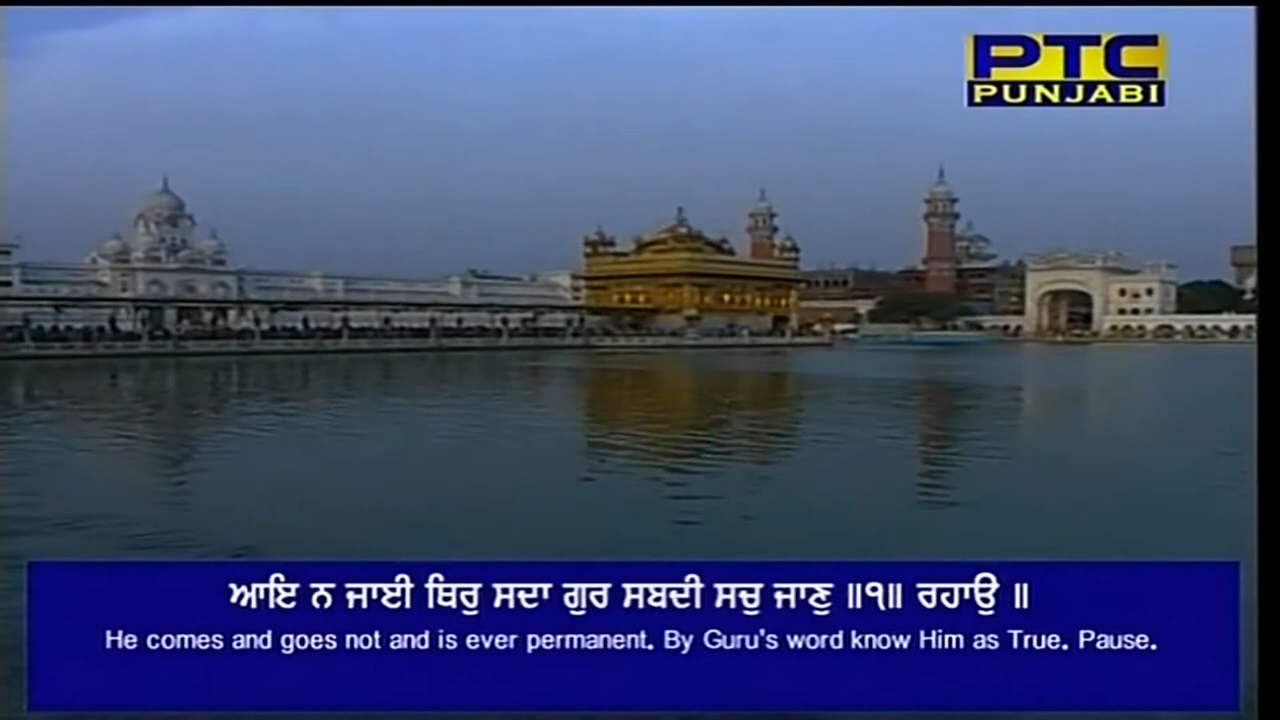 PTC
PUNJABI
ਆਇ ਨ ਜਾਈ ਥਿਰੁ ਸਦਾ ਗੁਰ ਸਬਦੀ ਸਚੁ ਜਾਣੁ ॥੧॥ ਰਹਾਉ ॥
He comes and goes not and is ever permanent. By Guru's word know Him as True. Pause.